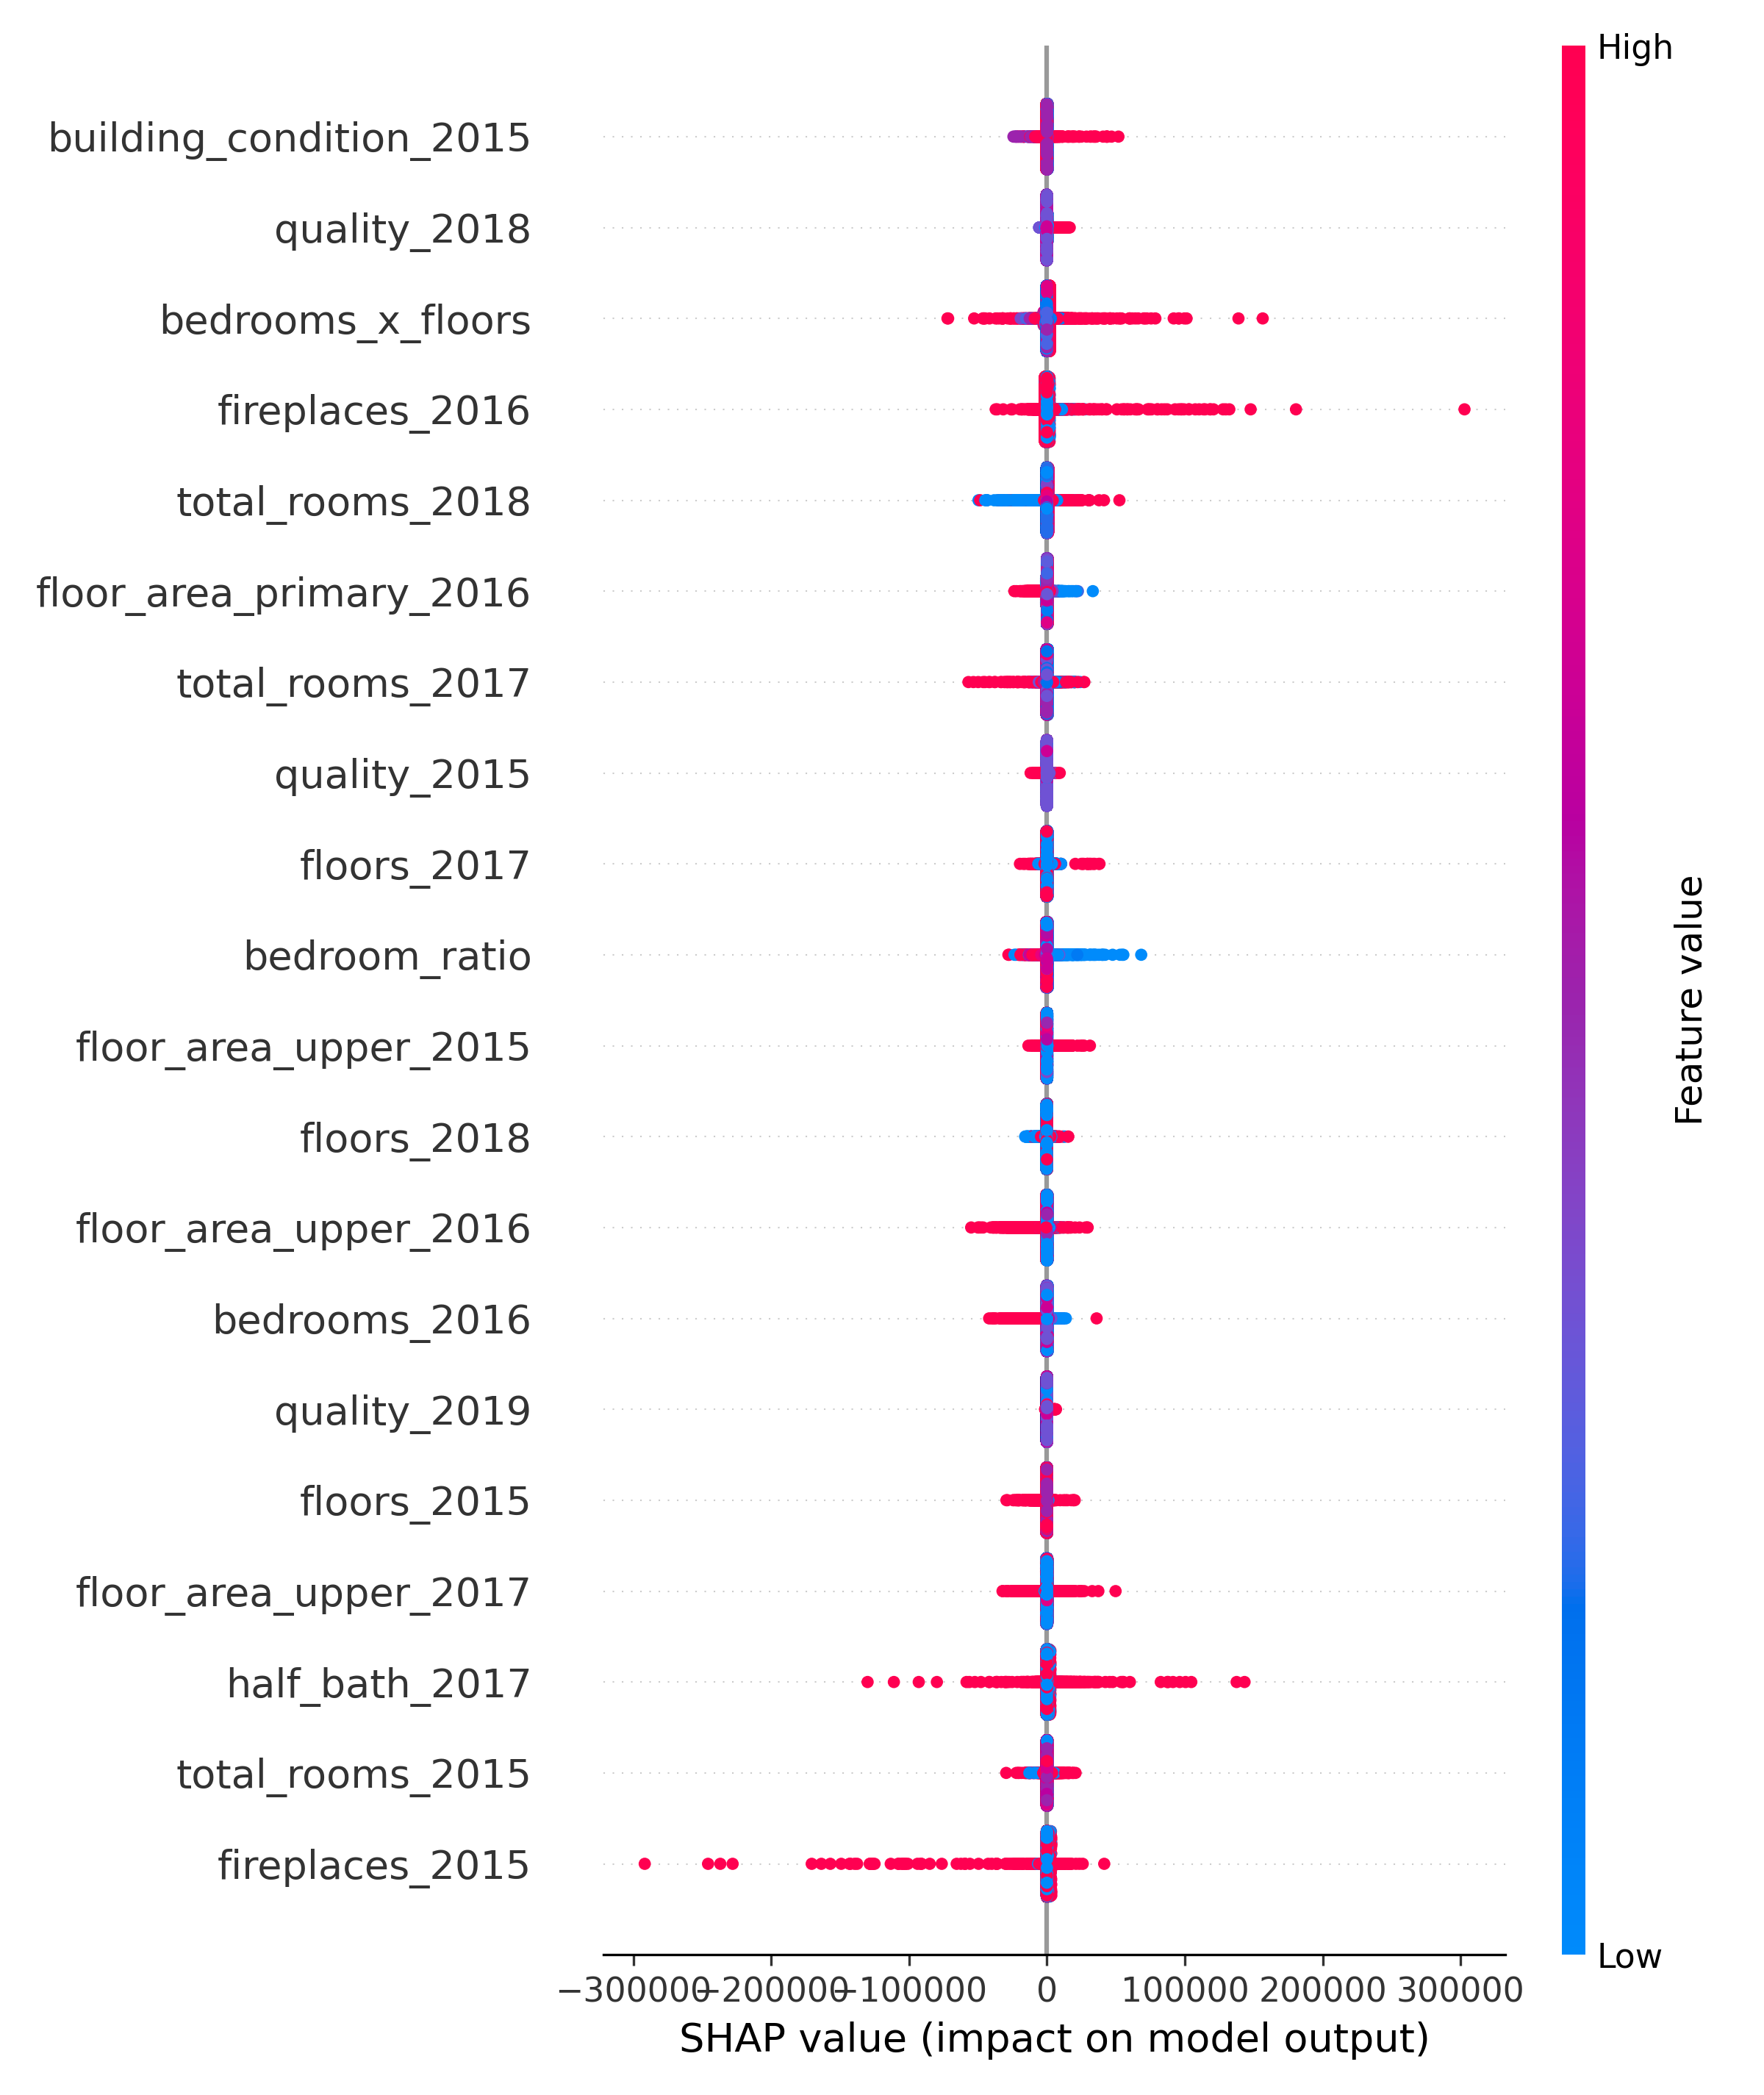 High
building_condition_2015
quality_2018
bedrooms_x_floors
fireplaces_2016
total_rooms_2018
floor_area_primary_2016
total_rooms_2017
quality_2015
floors_2017
bedroom_ratio
floor_area_upper_2015
floors_2018
floor_area_upper_2016
bedrooms_2016
quality_2019
floors_2015
floor_area_upper_2017
half_bath_2017
total_rooms_2015
fireplaces_2015
Feature value
Low
−300000 −200000 −100000 0 100000 200000 300000
SHAP value (impact on model output)